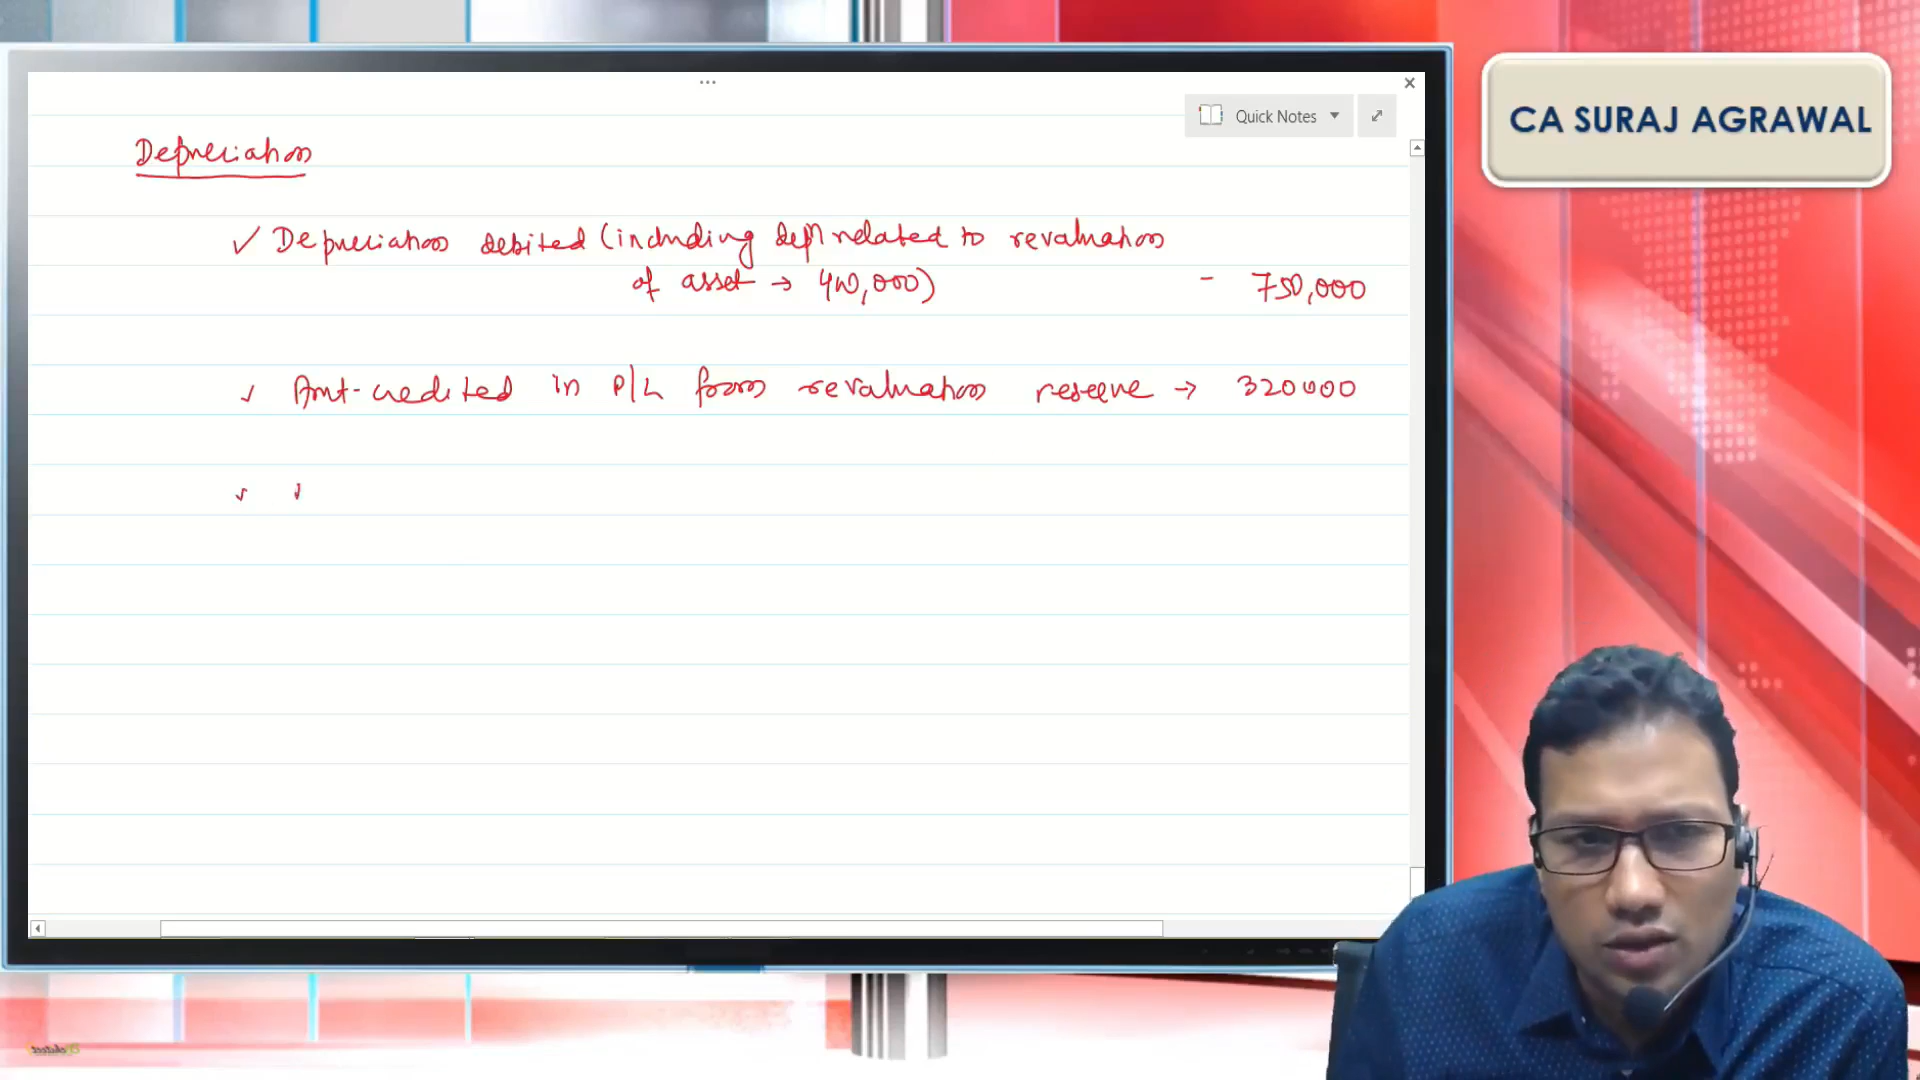 CA SURAJ AGRAWAL
Quick Notes
Depreciation
✓ Depreciation debited (including depn related to revaluation
of asset → 400,000) - 750,000
✓ Amt-credited in P/L from revaluation reserve → 320000